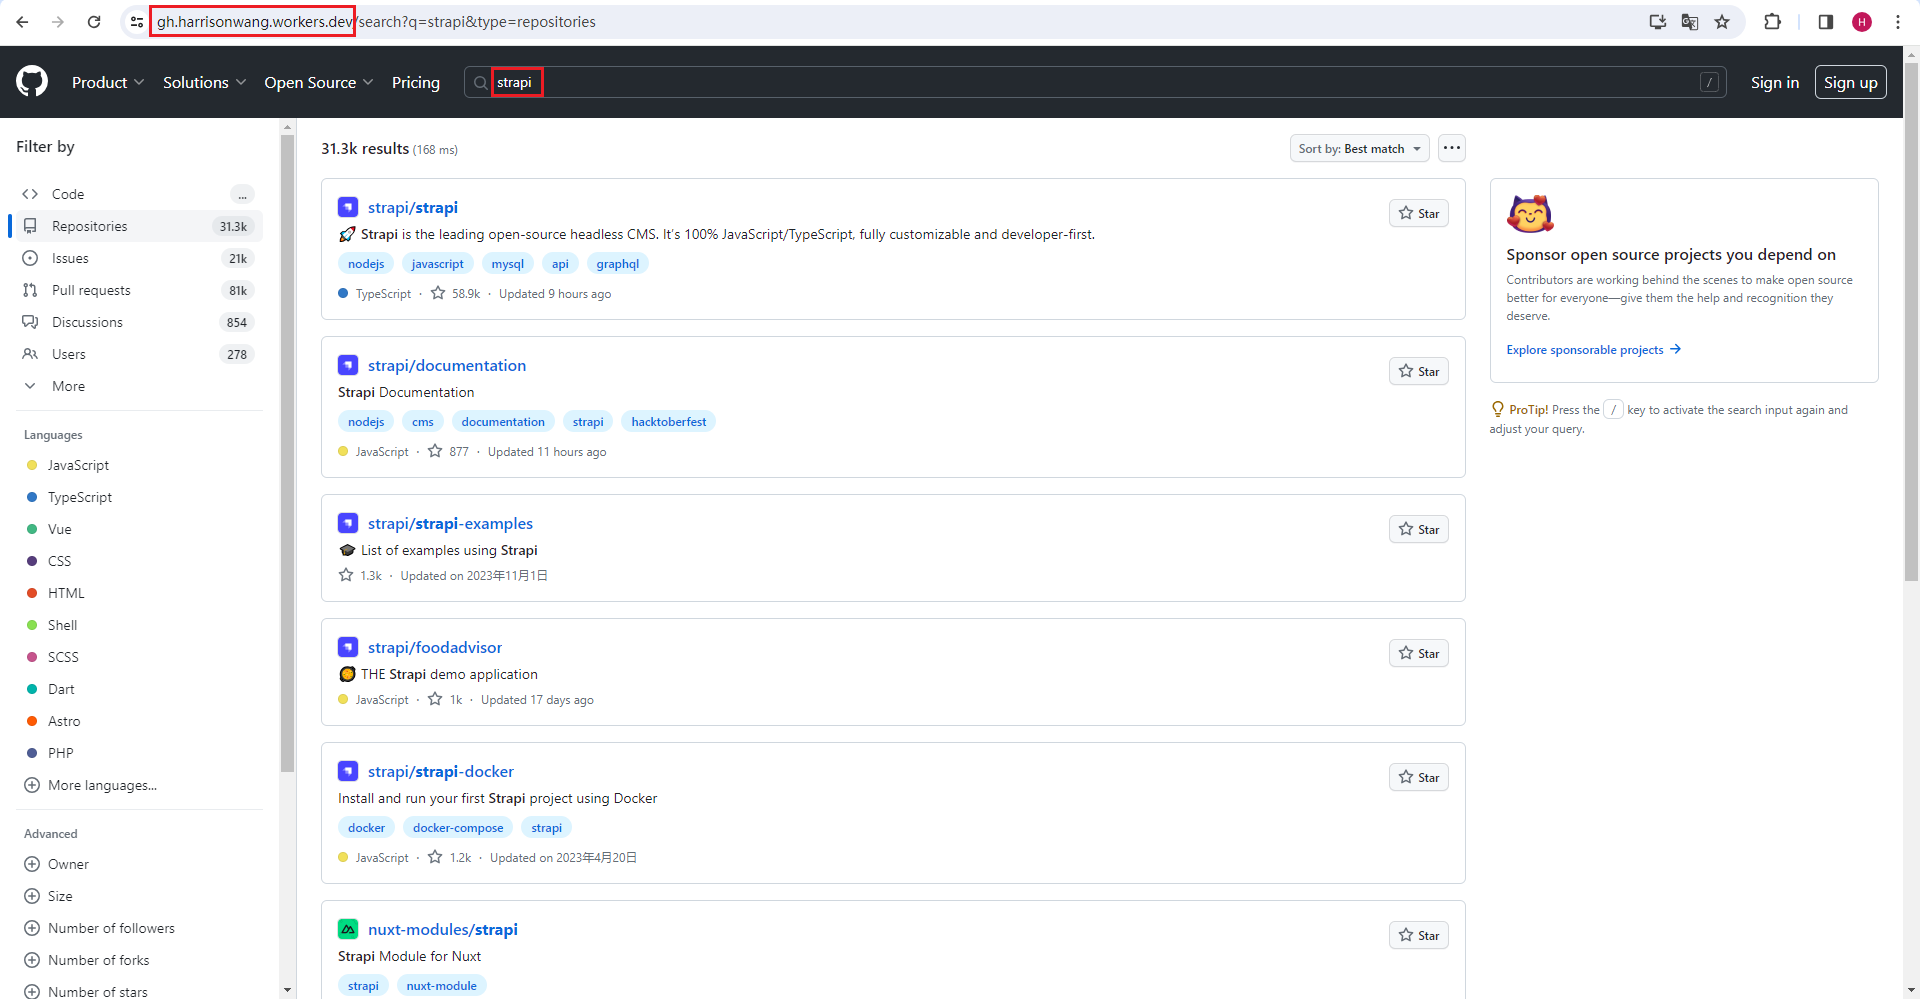 gh.harrisonwang.workers.dev/search?q=strapi&type=repositories
H
Product
Solutions
Open Source
Pricing
strapi
/
Sign in
Sign up
Filter by
Code
...
Repositories
31.3k
Issues
21k
Pull requests
81k
Discussions
854
Users
278
More
Languages
JavaScript
TypeScript
Vue
CSS
HTML
Shell
SCSS
Dart
Astro
PHP
More languages...
Advanced
Owner
Size
Number of followers
Number of forks
Number of stars
31.3k results (168 ms)
Sort by: Best match
strapi/strapi
Star
🚀 Strapi is the leading open-source headless CMS. It's 100% JavaScript/TypeScript, fully customizable and developer-first.
nodejs javascript mysql api graphql
TypeScript · 58.9k · Updated 9 hours ago
strapi/documentation
Star
Strapi Documentation
nodejs cms documentation strapi hacktoberfest
JavaScript · 877 · Updated 11 hours ago
strapi/strapi-examples
Star
🎓 List of examples using Strapi
1.3k · Updated on 2023年11月1日
strapi/foodadvisor
Star
🥘 THE Strapi demo application
JavaScript · 1k · Updated 17 days ago
strapi/strapi-docker
Star
Install and run your first Strapi project using Docker
docker docker-compose strapi
JavaScript · 1.2k · Updated on 2023年4月20日
nuxt-modules/strapi
Star
Strapi Module for Nuxt
strapi nuxt-module
Sponsor open source projects you depend on
Contributors are working behind the scenes to make open source
better for everyone—give them the help and recognition they
deserve.
Explore sponsorable projects →
ProTip! Press the / key to activate the search input again and
adjust your query.